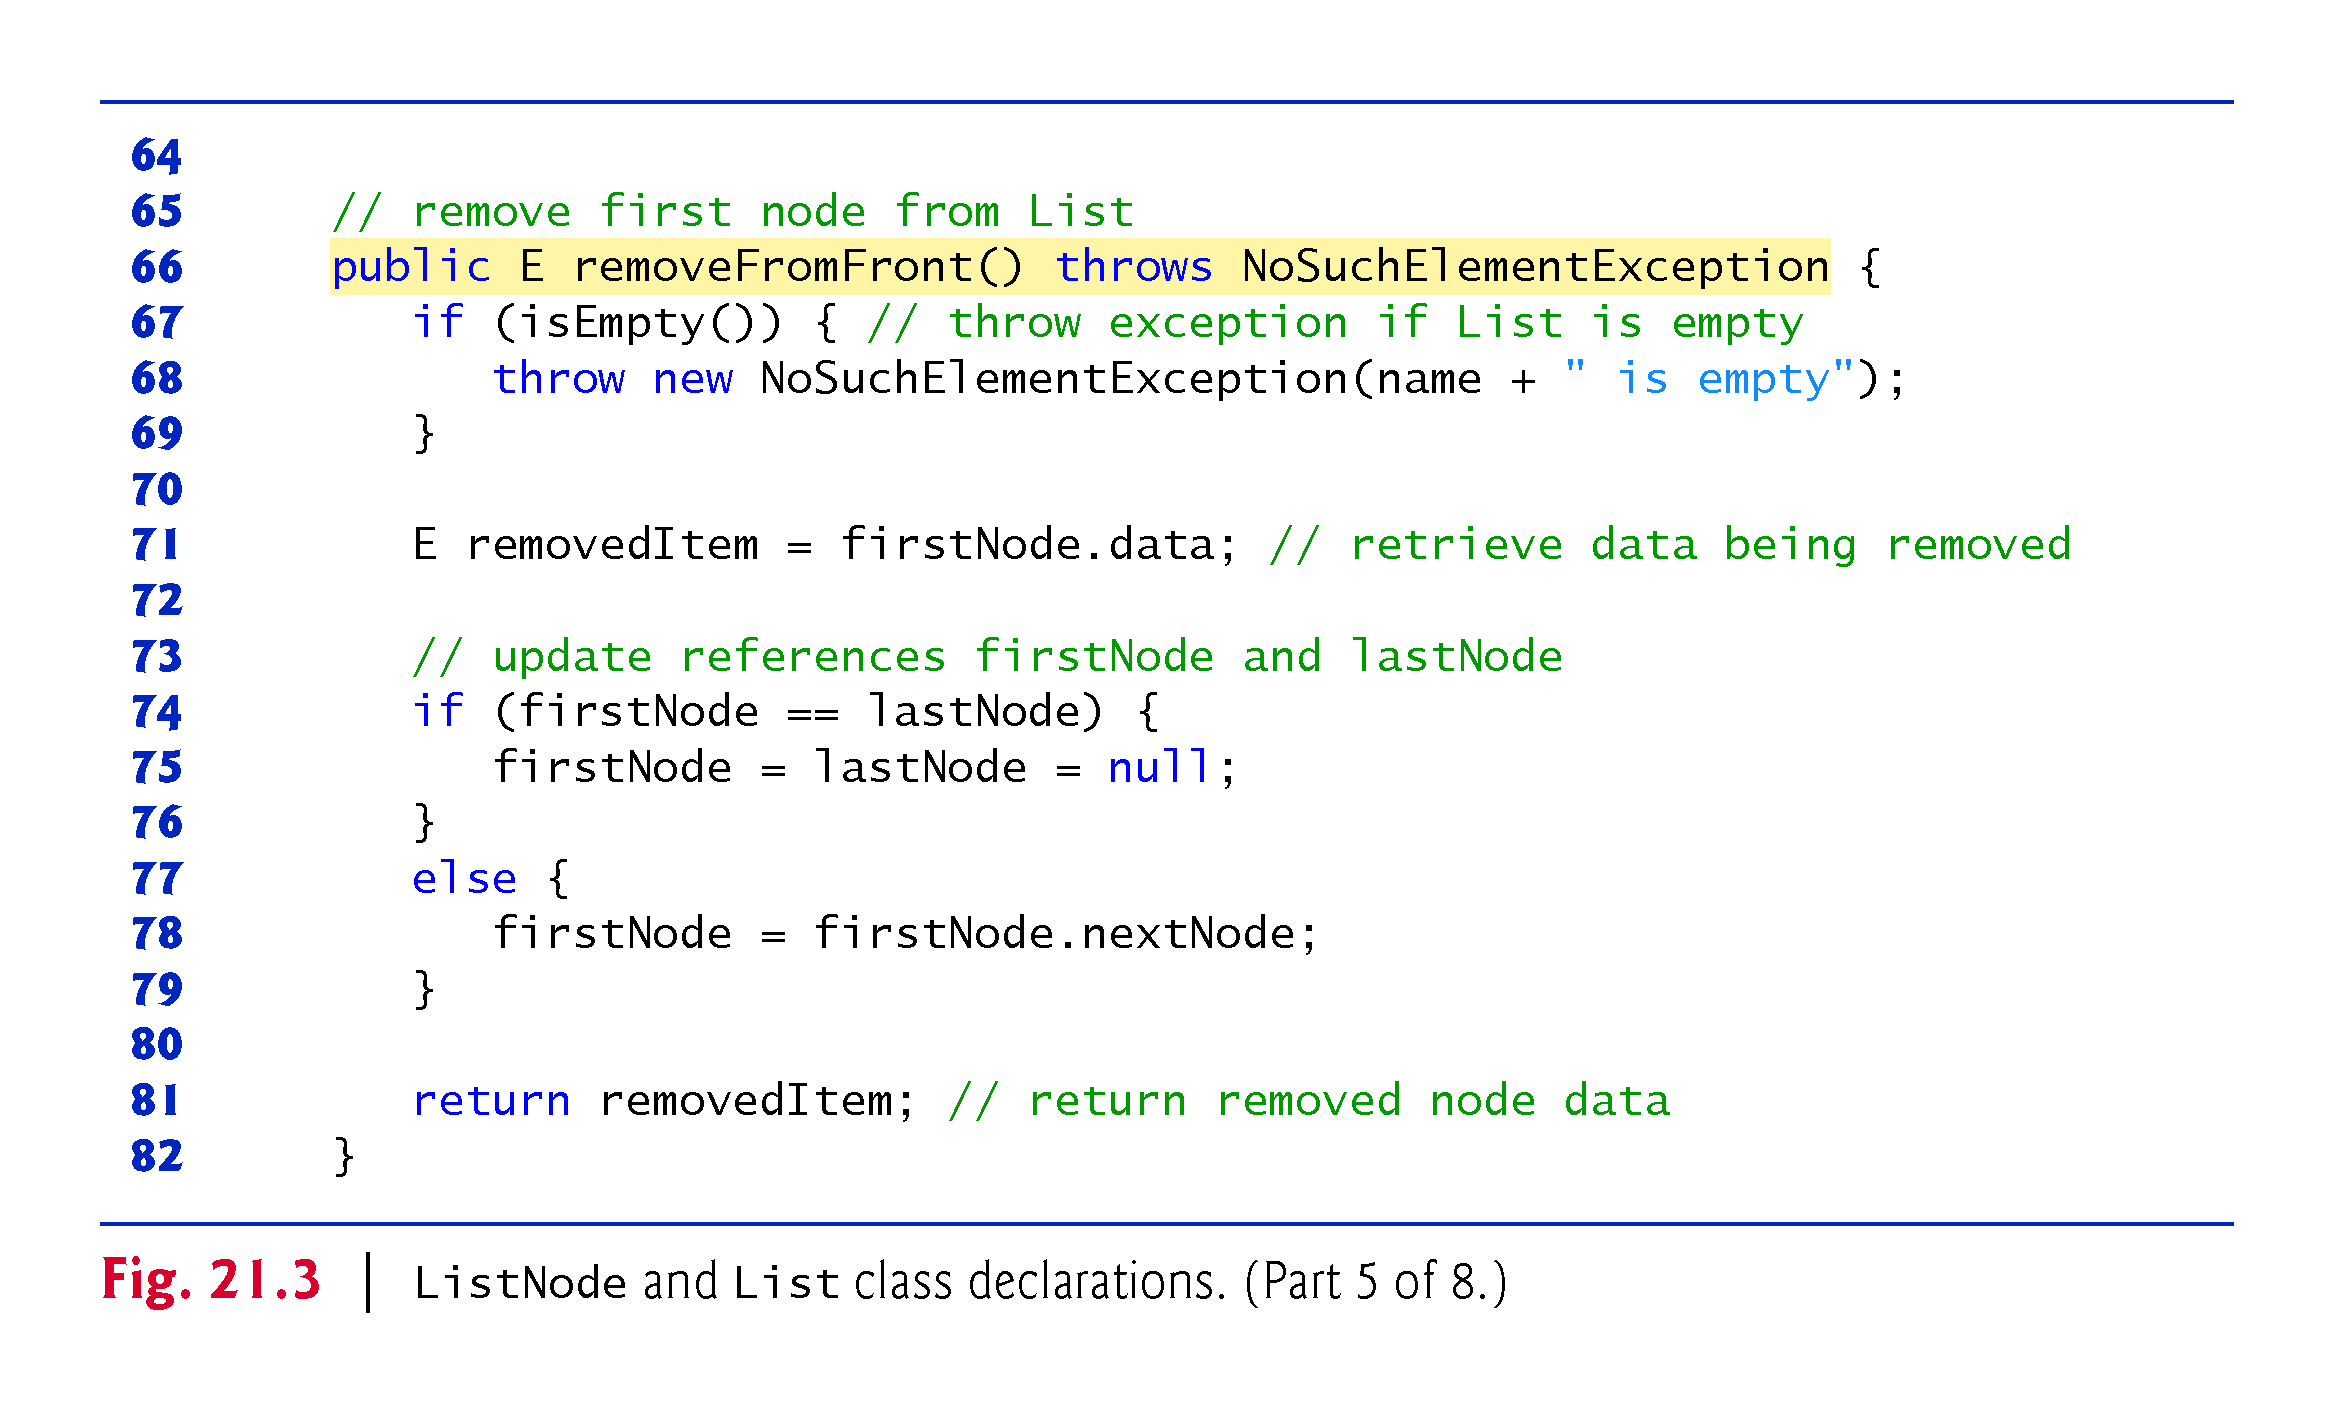 64
65 // remove first node from List
66 public E removeFromFront() throws NoSuchElementException {
67 if (isEmpty()) { // throw exception if List is empty
68 throw new NoSuchElementException(name + " is empty");
69 }
70
71 E removedItem = firstNode.data; // retrieve data being removed
72
73 // update references firstNode and lastNode
74 if (firstNode == lastNode) {
75 firstNode = lastNode = null;
76 }
77 else {
78 firstNode = firstNode.nextNode;
79 }
80
81 return removedItem; // return removed node data
82 }
Fig. 21.3 | ListNode and List class declarations. (Part 5 of 8.)